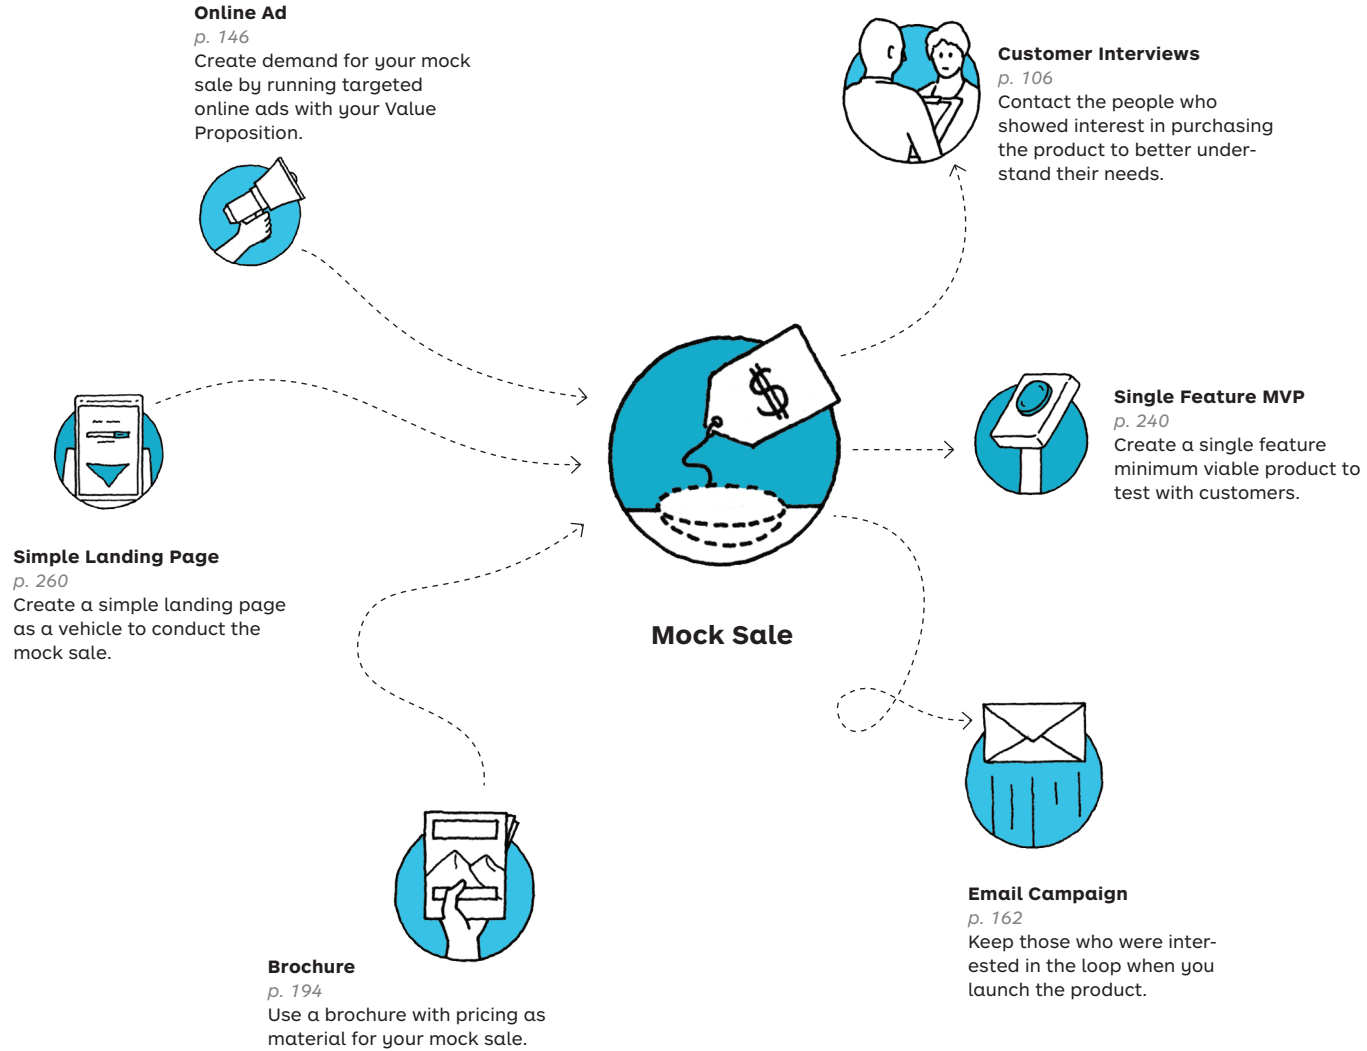 Online Ad
p. 146
Create demand for your mock
sale by running targeted
online ads with your Value
Proposition.
Customer Interviews
p. 106
Contact the people who
showed interest in purchasing
the product to better under-
stand their needs.
$
Single Feature MVP
p. 240
Create a single feature
minimum viable product to
test with customers.
Simple Landing Page
p. 260
Create a simple landing page
as a vehicle to conduct the
mock sale.
Mock Sale
Email Campaign
p. 162
Keep those who were inter-
ested in the loop when you
launch the product.
Brochure
p. 194
Use a brochure with pricing as
material for your mock sale.